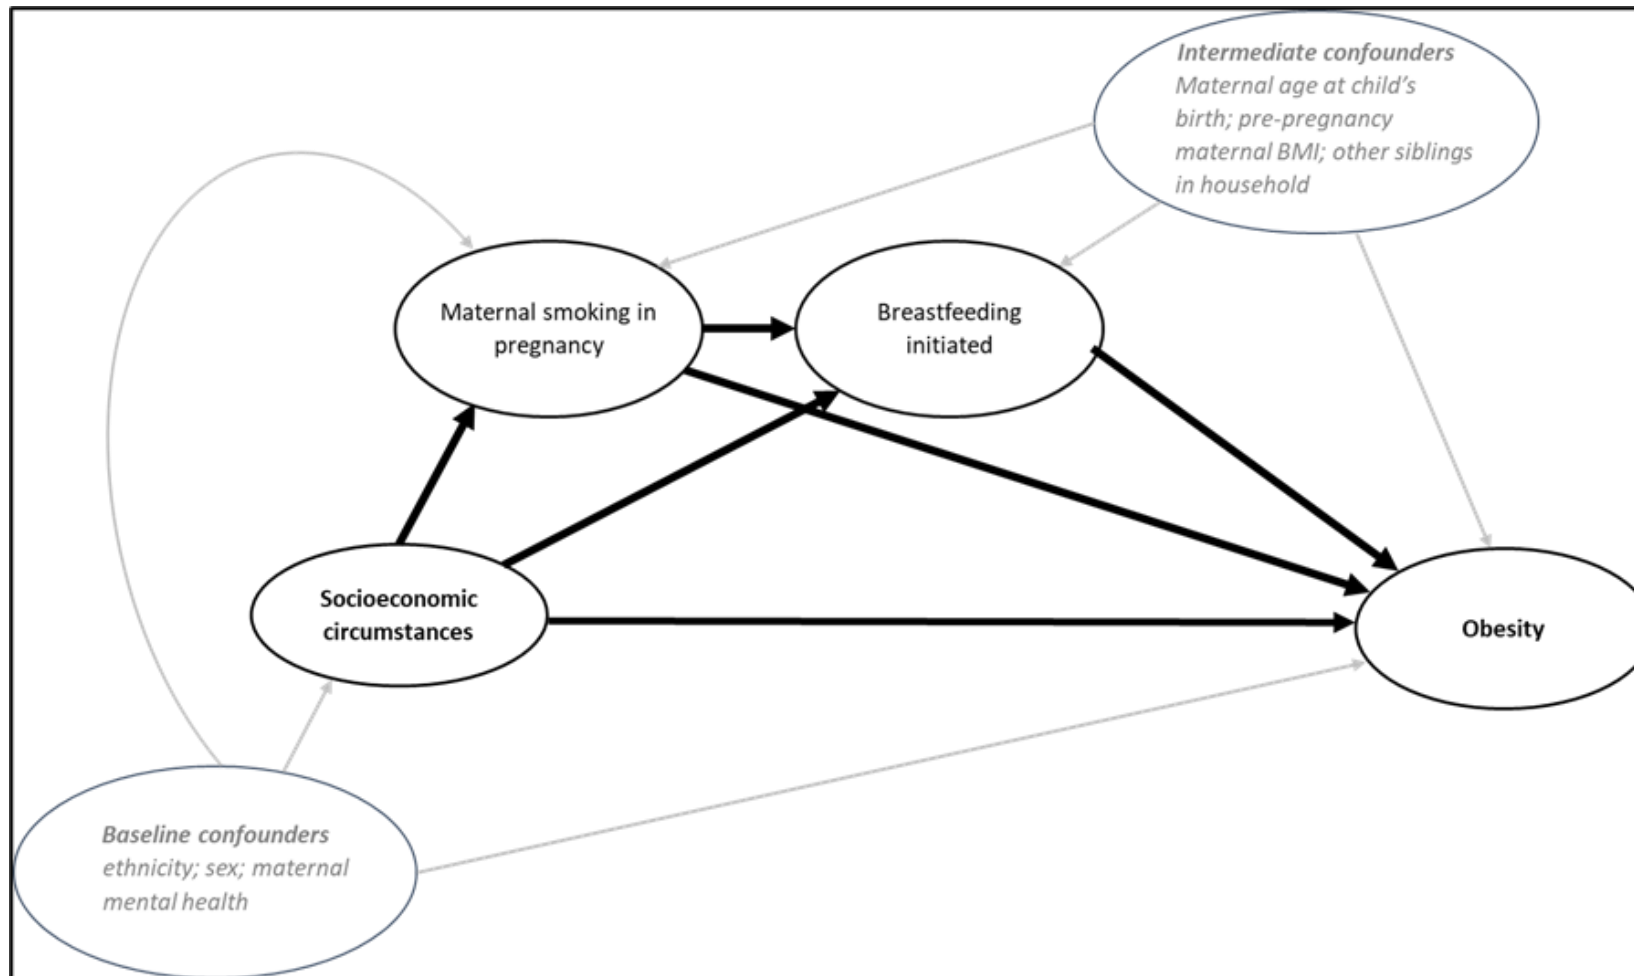 Intermediate confounders
Maternal age at child's
birth; pre-pregnancy
maternal BMI; other siblings
in household
Maternal smoking in
pregnancy
Breastfeeding
initiated
Socioeconomic
circumstances
Obesity
Baseline confounders
ethnicity; sex; maternal
mental health